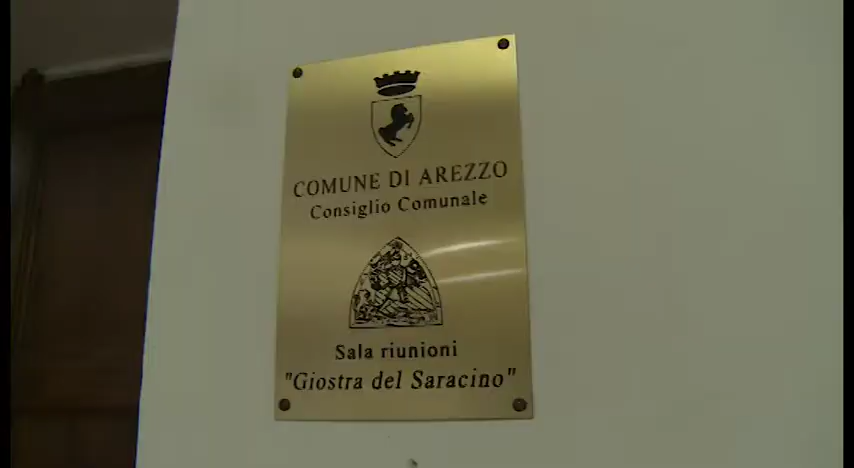 COMUNE DI AREZZO
Consiglio Comunale
Sala riunioni
"Giostra del Saracino"